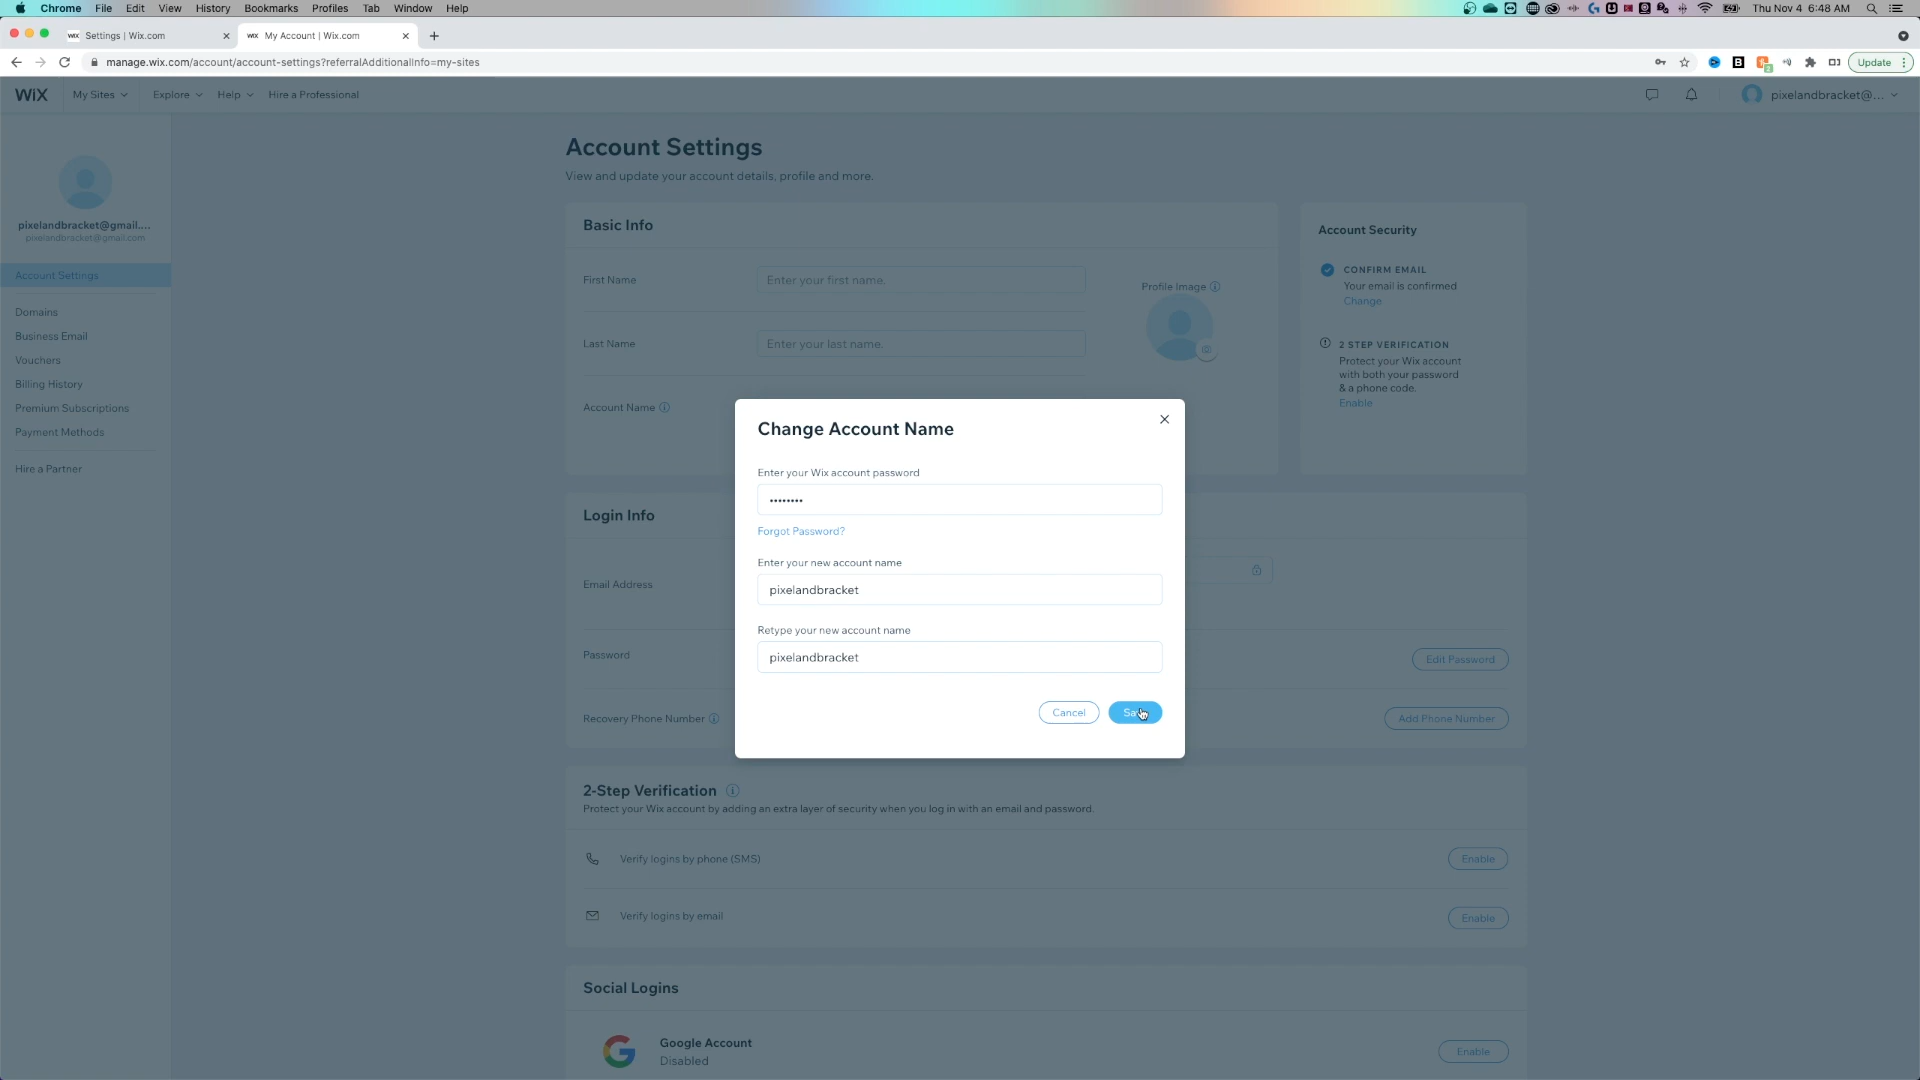 Chrome File Edit View History Bookmarks Profiles Tab Window Help
Thu Nov 4 6:48 AM
Settings | Wix.com
My Account | Wix.com
manage.wix.com/account/account-settings?referralAdditionalInfo=my-sites
Update
WiX
My Sites
Explore
Help
Hire a Professional
pixelandbracket@...
pixelandbracket@gmail....
pixelandbracket@gmail.com
Account Settings
Domains
Business Email
Vouchers
Billing History
Premium Subscriptions
Payment Methods
Hire a Partner
Account Settings
View and update your account details, profile and more.
Basic Info
First Name
Enter your first name.
Last Name
Enter your last name.
Account Name
Profile Image
Account Security
CONFIRM EMAIL
Your email is confirmed
Change
2 STEP VERIFICATION
Protect your Wix account
with both your password
& a phone code.
Enable
Change Account Name
Enter your Wix account password
••••••••
Forgot Password?
Enter your new account name
pixelandbracket
Retype your new account name
pixelandbracket
Cancel
Login Info
Email Address
Password
Edit Password
Recovery Phone Number
Add Phone Number
2-Step Verification
Protect your Wix account by adding an extra layer of security when you log in with an email and password.
Verify logins by phone (SMS)
Enable
Verify logins by email
Enable
Social Logins
Google Account
Disabled
Enable